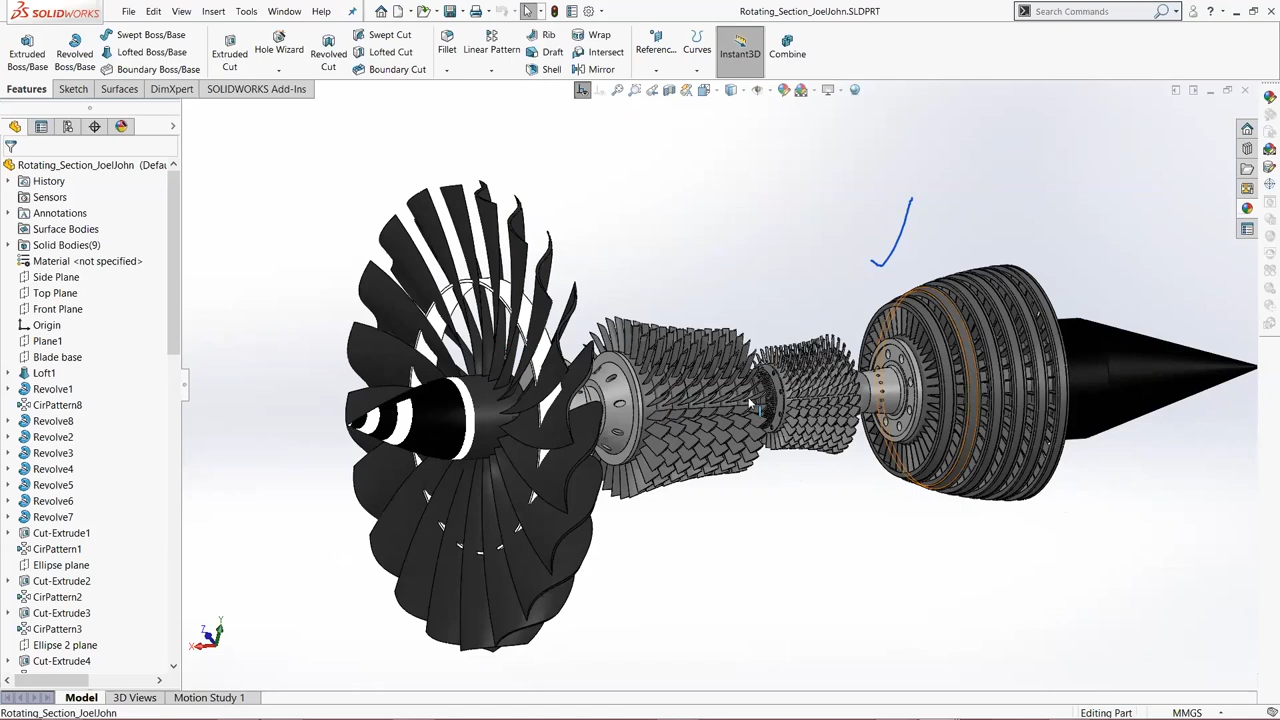 SOLIDWORKS File Edit View Insert Tools Window Help Rotating_Section_JoelJohn.SLDPRT Search Commands
Extruded Boss/Base Revolved Boss/Base Swept Boss/Base Lofted Boss/Base Boundary Boss/Base Extruded Cut Hole Wizard Revolved Cut Swept Cut Lofted Cut Boundary Cut Fillet Linear Pattern Rib Draft Shell Wrap Intersect Mirror Referenc... Curves Instant3D Combine
Features Sketch Surfaces DimXpert SOLIDWORKS Add-Ins
Rotating_Section_JoelJohn (Defau
History
Sensors
Annotations
Surface Bodies
Solid Bodies(9)
Material <not specified>
Side Plane
Top Plane
Front Plane
Origin
Plane1
Blade base
Loft1
Revolve1
CirPattern8
Revolve8
Revolve2
Revolve3
Revolve4
Revolve5
Revolve6
Revolve7
Cut-Extrude1
CirPattern1
Ellipse plane
Cut-Extrude2
CirPattern2
Cut-Extrude3
CirPattern3
Ellipse 2 plane
Cut-Extrude4
Y
Z
X
Model 3D Views Motion Study 1
Rotating_Section_JoelJohn Editing Part MMGS